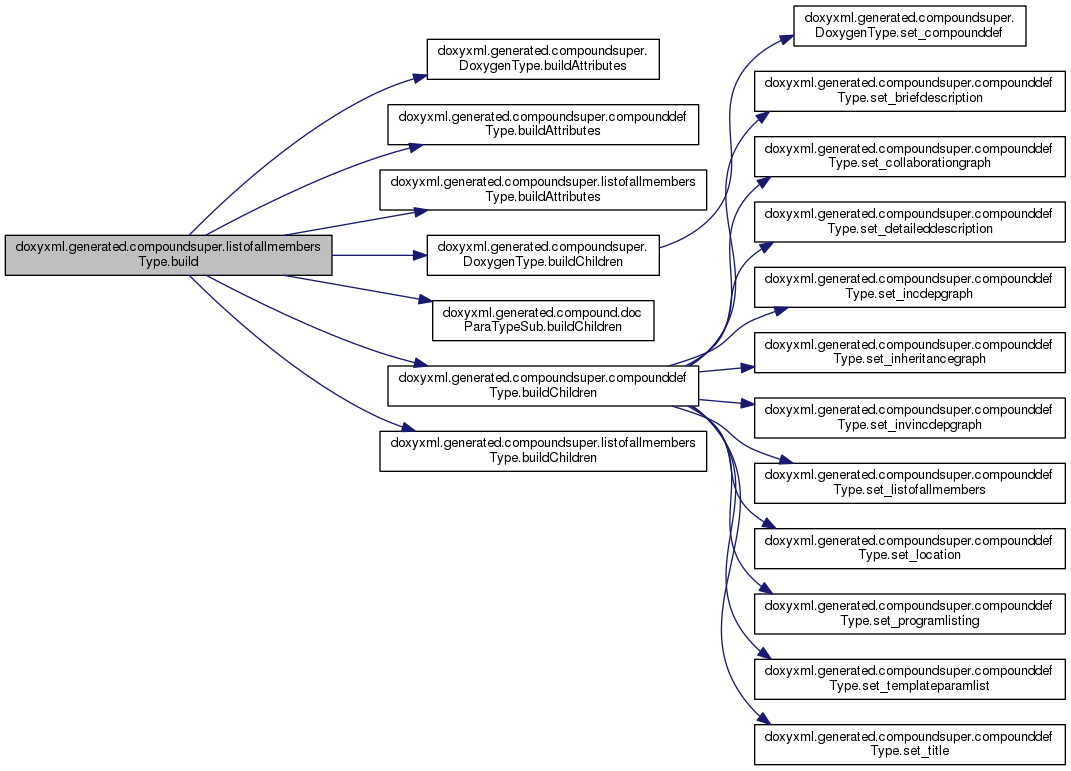 doxyxml.generated.compoundsuper.listofallmembers
Type.build
doxyxml.generated.compoundsuper.
DoxygenType.buildAttributes
doxyxml.generated.compoundsuper.compounddef
Type.buildAttributes
doxyxml.generated.compoundsuper.listofallmembers
Type.buildAttributes
doxyxml.generated.compoundsuper.
DoxygenType.buildChildren
doxyxml.generated.compound.doc
ParaTypeSub.buildChildren
doxyxml.generated.compoundsuper.compounddef
Type.buildChildren
doxyxml.generated.compoundsuper.listofallmembers
Type.buildChildren
doxyxml.generated.compoundsuper.
DoxygenType.set_compounddef
doxyxml.generated.compoundsuper.compounddef
Type.set_briefdescription
doxyxml.generated.compoundsuper.compounddef
Type.set_collaborationgraph
doxyxml.generated.compoundsuper.compounddef
Type.set_detaileddescription
doxyxml.generated.compoundsuper.compounddef
Type.set_incdepgraph
doxyxml.generated.compoundsuper.compounddef
Type.set_inheritancegraph
doxyxml.generated.compoundsuper.compounddef
Type.set_invincdepgraph
doxyxml.generated.compoundsuper.compounddef
Type.set_listofallmembers
doxyxml.generated.compoundsuper.compounddef
Type.set_location
doxyxml.generated.compoundsuper.compounddef
Type.set_programlisting
doxyxml.generated.compoundsuper.compounddef
Type.set_templateparamlist
doxyxml.generated.compoundsuper.compounddef
Type.set_title